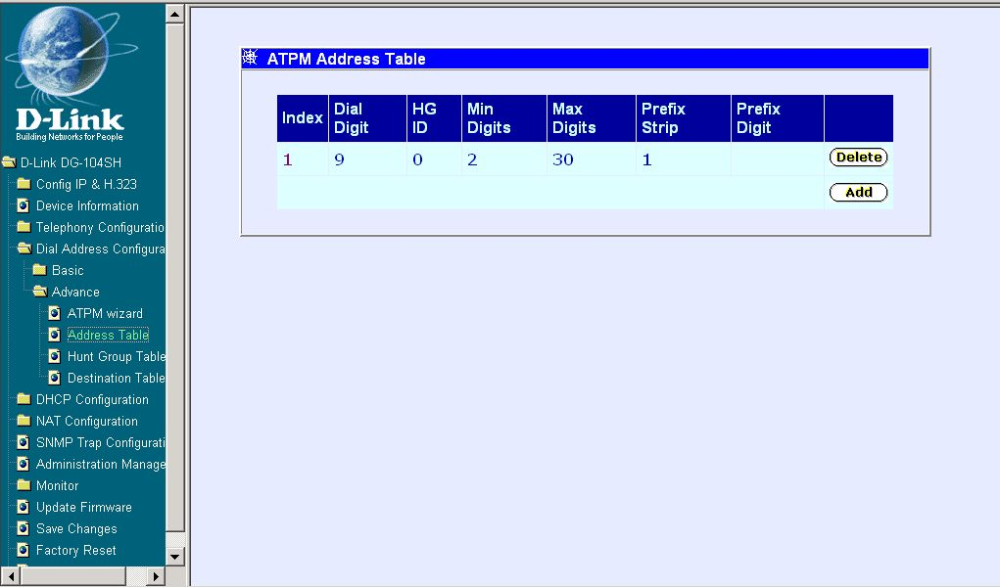 D-Link
Building Networks for People
D-Link DG-104SH
Config IP & H.323
Device Information
Telephony Configuratio
Dial Address Configura
Basic
Advance
ATPM wizard
Address Table
Hunt Group Table
Destination Table
DHCP Configuration
NAT Configuration
SNMP Trap Configurati
Administration Manage
Monitor
Update Firmware
Save Changes
Factory Reset
ATPM Address Table
Index Dial Digit HG ID Min Digits Max Digits Prefix Strip Prefix Digit
1 9 0 2 30 1 Delete
Add